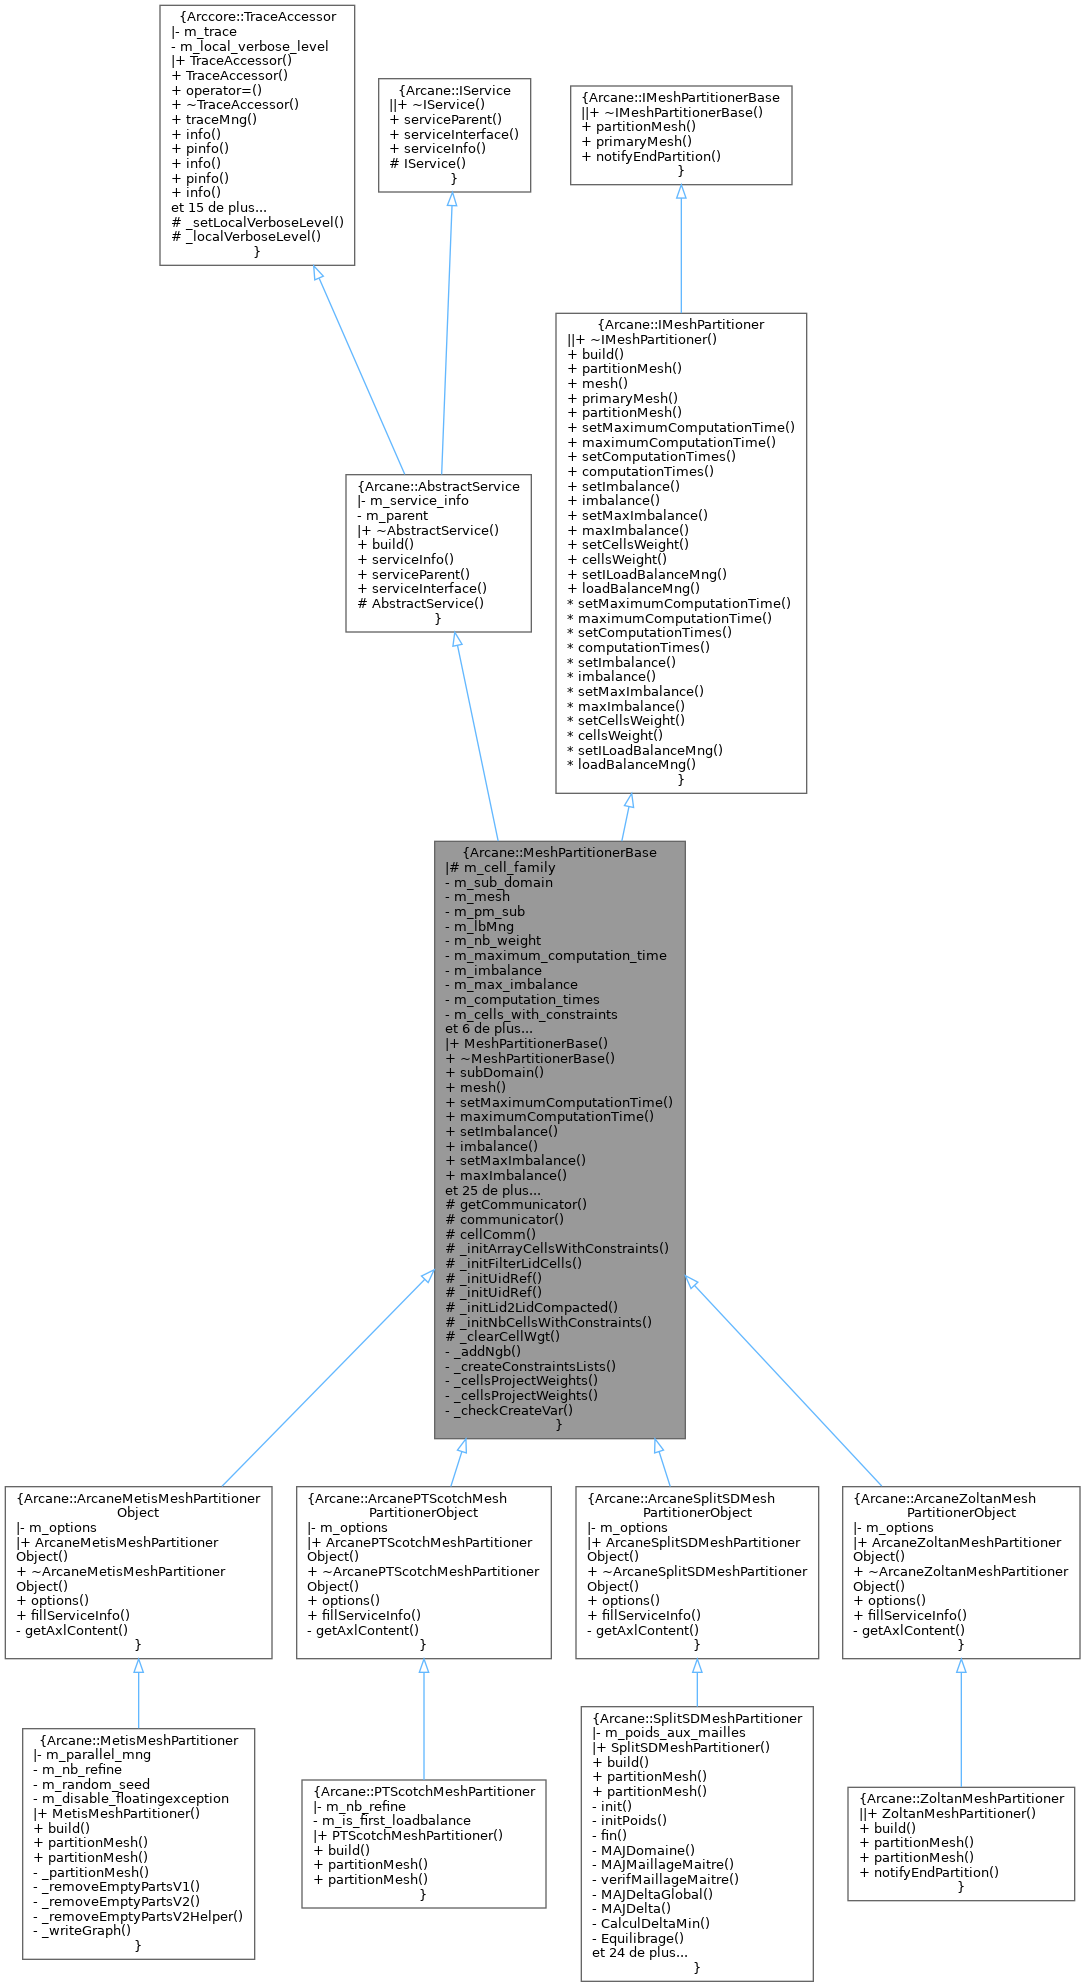 {Arccore::TraceAccessor
|- m_trace
- m_local_verbose_level
|+ TraceAccessor()
+ TraceAccessor()
+ operator=()
+ ~TraceAccessor()
+ traceMng()
+ info()
+ pinfo()
+ info()
+ pinfo()
+ info()
et 15 de plus...
# _setLocalVerboseLevel()
# _localVerboseLevel()
}
{Arcane::IService
||+ ~IService()
+ serviceParent()
+ serviceInterface()
+ serviceInfo()
# IService()
}
{Arcane::IMeshPartitionerBase
||+ ~IMeshPartitionerBase()
+ partitionMesh()
+ primaryMesh()
+ notifyEndPartition()
}
{Arcane::IMeshPartitioner
||+ ~IMeshPartitioner()
+ build()
+ partitionMesh()
+ mesh()
+ primaryMesh()
+ partitionMesh()
+ setMaximumComputationTime()
+ maximumComputationTime()
+ setComputationTimes()
+ computationTimes()
+ setImbalance()
+ imbalance()
+ setMaxImbalance()
+ maxImbalance()
+ setCellsWeight()
+ cellsWeight()
+ setILoadBalanceMng()
+ loadBalanceMng()
* setMaximumComputationTime()
* maximumComputationTime()
* setComputationTimes()
* computationTimes()
* setImbalance()
* imbalance()
* setMaxImbalance()
* maxImbalance()
* setCellsWeight()
* cellsWeight()
* setILoadBalanceMng()
* loadBalanceMng()
}
{Arcane::AbstractService
|- m_service_info
- m_parent
|+ ~AbstractService()
+ build()
+ serviceInfo()
+ serviceParent()
+ serviceInterface()
# AbstractService()
}
{Arcane::MeshPartitionerBase
|# m_cell_family
- m_sub_domain
- m_mesh
- m_pm_sub
- m_lbMng
- m_nb_weight
- m_maximum_computation_time
- m_imbalance
- m_max_imbalance
- m_computation_times
- m_cells_with_constraints
et 6 de plus...
|+ MeshPartitionerBase()
+ ~MeshPartitionerBase()
+ subDomain()
+ mesh()
+ setMaximumComputationTime()
+ maximumComputationTime()
+ setImbalance()
+ imbalance()
+ setMaxImbalance()
+ maxImbalance()
et 25 de plus...
# getCommunicator()
# communicator()
# cellComm()
# _initArrayCellsWithConstraints()
# _initFilterLidCells()
# _initUidRef()
# _initUidRef()
# _initLid2LidCompacted()
# _initNbCellsWithConstraints()
# _clearCellWgt()
- _addNgb()
- _createConstraintsLists()
- _cellsProjectWeights()
- _cellsProjectWeights()
- _checkCreateVar()
}
{Arcane::ArcaneMetisMeshPartitioner
Object
|- m_options
|+ ArcaneMetisMeshPartitioner
Object()
+ ~ArcaneMetisMeshPartitioner
Object()
+ options()
+ fillServiceInfo()
- getAxlContent()
}
{Arcane::ArcanePTScotchMesh
PartitionerObject
|- m_options
|+ ArcanePTScotchMeshPartitioner
Object()
+ ~ArcanePTScotchMeshPartitioner
Object()
+ options()
+ fillServiceInfo()
- getAxlContent()
}
{Arcane::ArcaneSplitSDMesh
PartitionerObject
|- m_options
|+ ArcaneSplitSDMeshPartitioner
Object()
+ ~ArcaneSplitSDMeshPartitioner
Object()
+ options()
+ fillServiceInfo()
- getAxlContent()
}
{Arcane::ArcaneZoltanMesh
PartitionerObject
|- m_options
|+ ArcaneZoltanMeshPartitioner
Object()
+ ~ArcaneZoltanMeshPartitioner
Object()
+ options()
+ fillServiceInfo()
- getAxlContent()
}
{Arcane::MetisMeshPartitioner
|- m_parallel_mng
- m_nb_refine
- m_random_seed
- m_disable_floatingexception
|+ MetisMeshPartitioner()
+ build()
+ partitionMesh()
+ partitionMesh()
- _partitionMesh()
- _removeEmptyPartsV1()
- _removeEmptyPartsV2()
- _removeEmptyPartsV2Helper()
- _writeGraph()
}
{Arcane::PTScotchMeshPartitioner
|- m_nb_refine
- m_is_first_loadbalance
|+ PTScotchMeshPartitioner()
+ build()
+ partitionMesh()
+ partitionMesh()
}
{Arcane::SplitSDMeshPartitioner
|- m_poids_aux_mailles
|+ SplitSDMeshPartitioner()
+ build()
+ partitionMesh()
+ partitionMesh()
- init()
- initPoids()
- fin()
- MAJDomaine()
- MAJMaillageMaitre()
- verifMaillageMaitre()
- MAJDeltaGlobal()
- MAJDelta()
- CalculDeltaMin()
- Equilibrage()
et 24 de plus...
}
{Arcane::ZoltanMeshPartitioner
||+ ZoltanMeshPartitioner()
+ build()
+ partitionMesh()
+ partitionMesh()
+ notifyEndPartition()
}